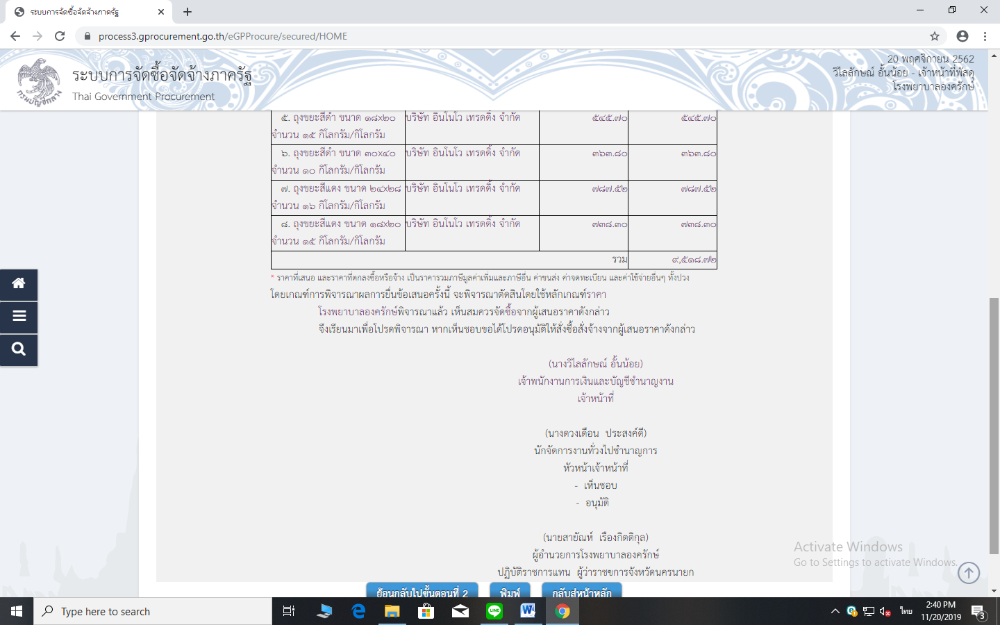 ระบบการจัดซื้อจัดจ้างภาครัฐ
process3.gprocurement.go.th/eGPProcure/secured/HOME
ระบบการจัดซื้อจัดจ้างภาครัฐ
Thai Government Procurement
กรมบัญชีกลาง
20 พฤศจิกายน 2562
วิไลลักษณ์ อั้นน้อย - เจ้าหน้าที่พัสดุ
โรงพยาบาลองครักษ์
๕. ถุงขยะสีดำ ขนาด ๑๘x๒๐ บริษัท อินโนโว เทรดดิ้ง จำกัด ๕๔๕.๗๐ ๕๔๕.๗๐
จำนวน ๑๕ กิโลกรัม/กิโลกรัม
๖. ถุงขยะสีดำ ขนาด ๓๐x๔๐ บริษัท อินโนโว เทรดดิ้ง จำกัด ๓๖๓.๘๐ ๓๖๓.๘๐
จำนวน ๑๐ กิโลกรัม/กิโลกรัม
๗. ถุงขยะสีแดง ขนาด ๒๔x๒๘ บริษัท อินโนโว เทรดดิ้ง จำกัด ๗๘๗.๕๒ ๗๘๗.๕๒
จำนวน ๑๖ กิโลกรัม/กิโลกรัม
๘. ถุงขยะสีแดง ขนาด ๑๘x๒๐ บริษัท อินโนโว เทรดดิ้ง จำกัด ๗๓๘.๓๐ ๗๓๘.๓๐
จำนวน ๑๕ กิโลกรัม/กิโลกรัม
รวม ๙,๕๑๘.๗๒
* ราคาที่เสนอ และราคาที่ตกลงซื้อหรือจ้าง เป็นราคารวมภาษีมูลค่าเพิ่มและภาษีอื่น ค่าขนส่ง ค่าจดทะเบียน และค่าใช้จ่ายอื่นๆ ทั้งปวง
โดยเกณฑ์การพิจารณาผลการยื่นข้อเสนอครั้งนี้ จะพิจารณาตัดสินโดยใช้หลักเกณฑ์ราคา
โรงพยาบาลองครักษ์พิจารณาแล้ว เห็นสมควรจัดซื้อจากผู้เสนอราคาดังกล่าว
จึงเรียนมาเพื่อโปรดพิจารณา หากเห็นชอบขอได้โปรดอนุมัติให้สั่งซื้อสั่งจ้างจากผู้เสนอราคาดังกล่าว
(นางวิไลลักษณ์ อั้นน้อย)
เจ้าพนักงานการเงินและบัญชีชำนาญงาน
เจ้าหน้าที่
(นางดวงเดือน ประสงค์ดี)
นักจัดการงานทั่วงไปชำนาญการ
หัวหน้าเจ้าหน้าที่
- เห็นชอบ
- อนุมัติ
(นายสายัณห์ เรืองกิตติกุล)
ผู้อำนวยการโรงพยาบาลองครักษ์
ปฏิบัติราชการแทน ผู้ว่าราชขการจังหวัดนครนายก
Activate Windows
Go to Settings to activate Windows.
ย้อนกลับไปขั้นตอนที่ 2 พิมพ์ กลับสู่หน้าหลัก
Type here to search
LINE
ไทย
2:40 PM
11/20/2019
3